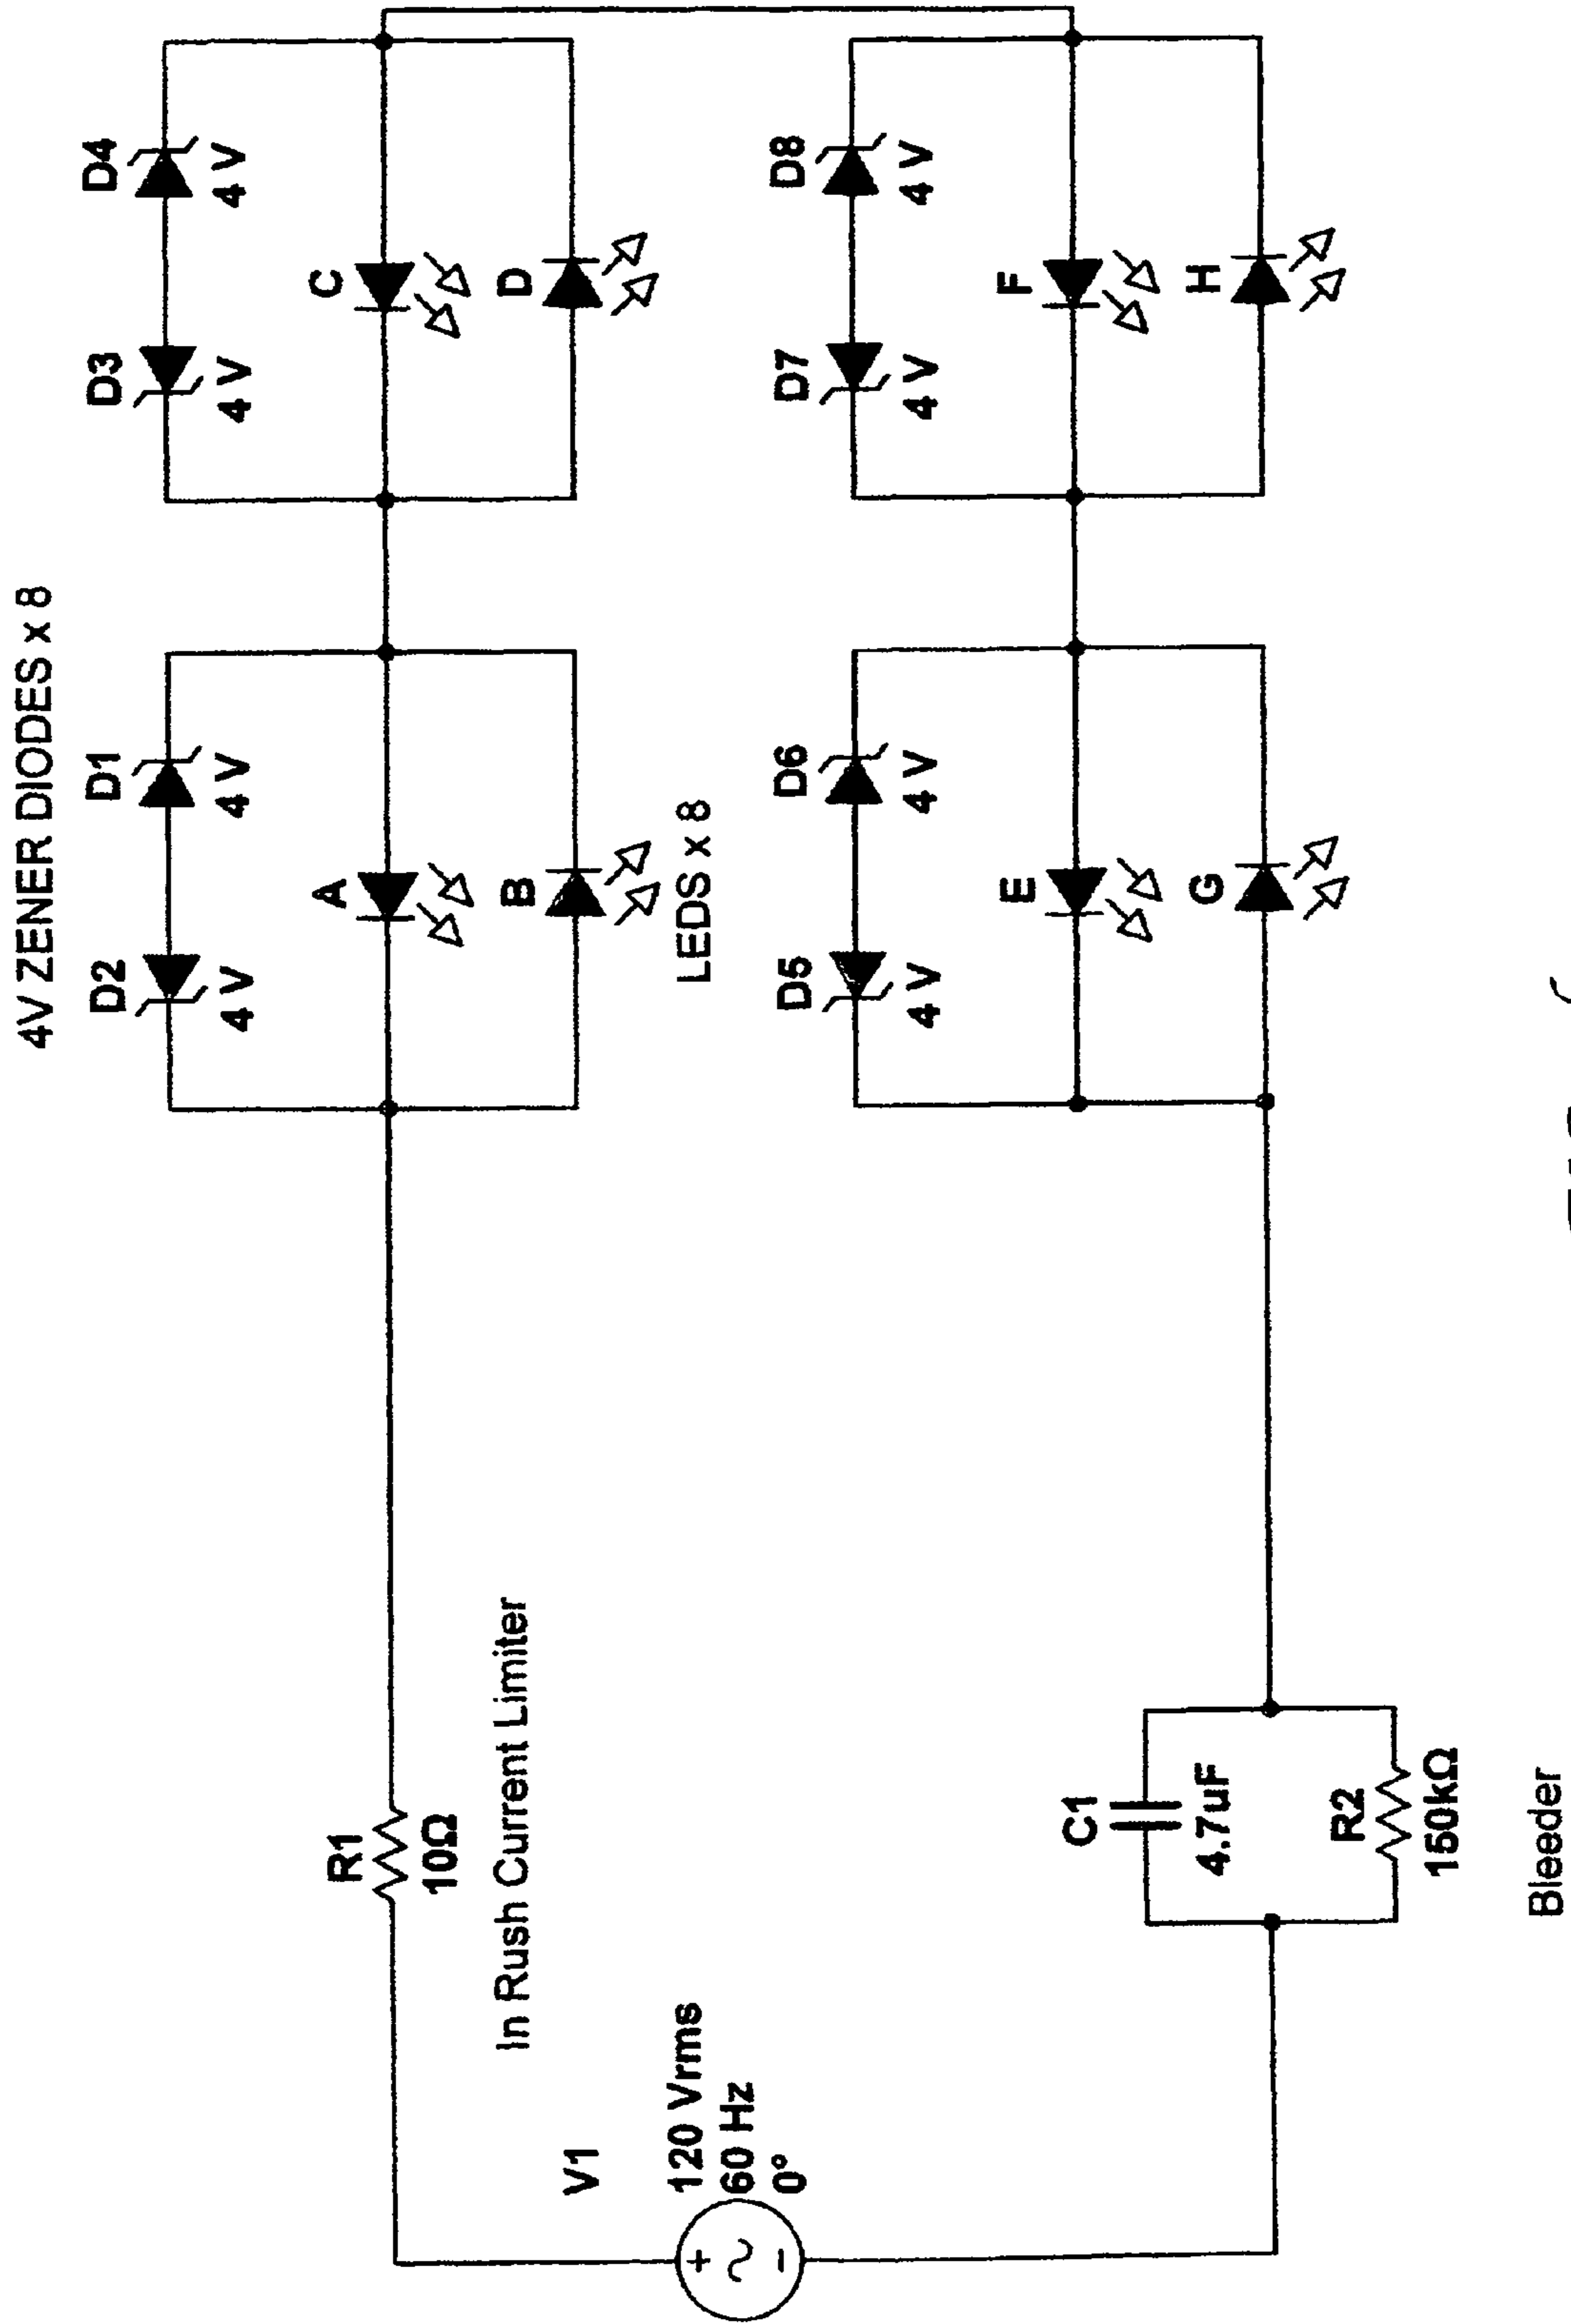 4V ZENER DIODES x 8
D2
4 V
D1
4 V
D3
4 V
D4
4 V
A
B
C
D
LEDS x 8
D5
4 V
D6
4 V
D7
4 V
D8
4 V
E
G
F
H
R1
10Ω
In Rush Current Limiter
V1
120 Vrms
60 Hz
0°
+
~
-
C1
4.7uF
R2
150kΩ
Bleeder